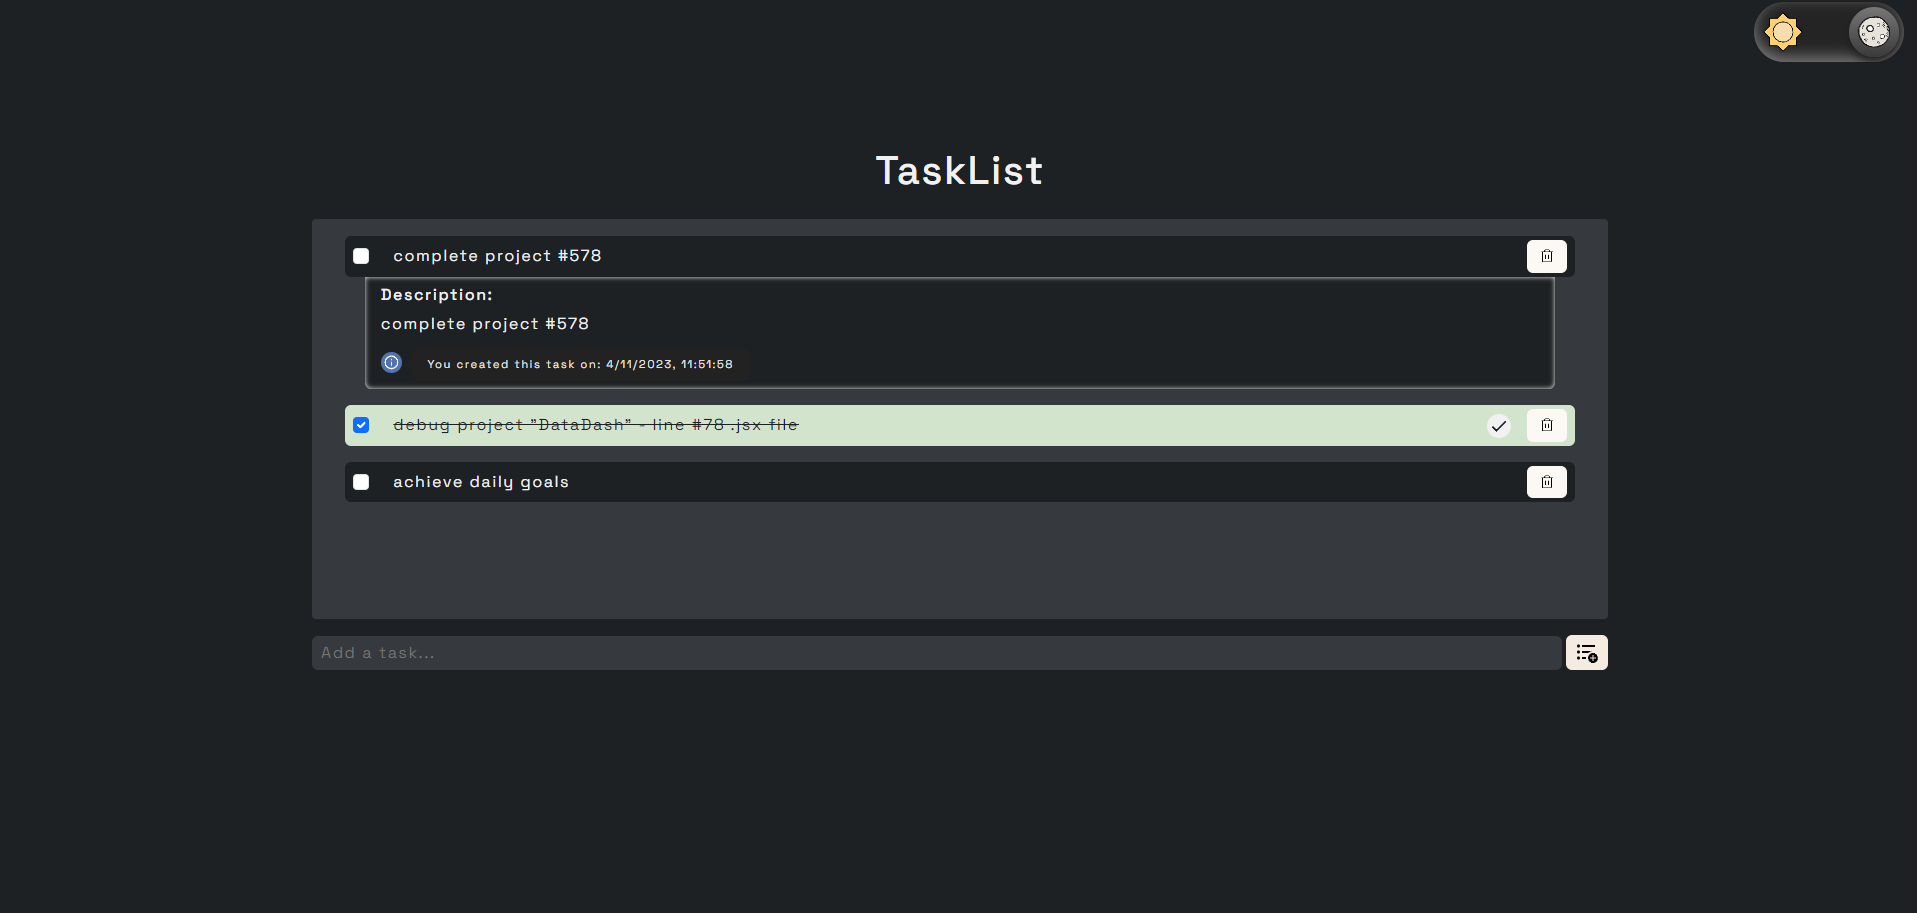 TaskList
complete project #578
Description:
complete project #578
You created this task on: 4/11/2023, 11:51:58
debug project "DataDash" - line #78 .jsx file
achieve daily goals
Add a task...